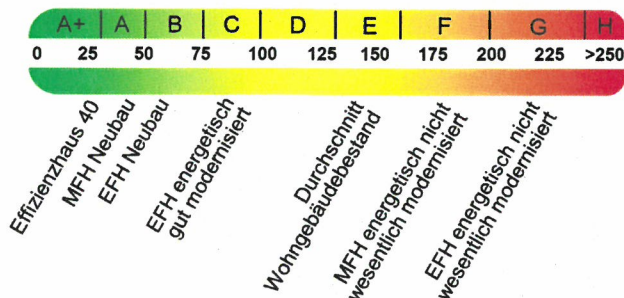 A+ A B C D E F G H
0 25 50 75 100 125 150 175 200 225 >250
Effizienzhaus 40
MFH Neubau
EFH Neubau
EFH energetisch
gut modernisiert
Durchschnitt
Wohngebäudebestand
MFH energetisch nicht
wesentlich modernisiert
EFH energetisch nicht
wesentlich modernisiert